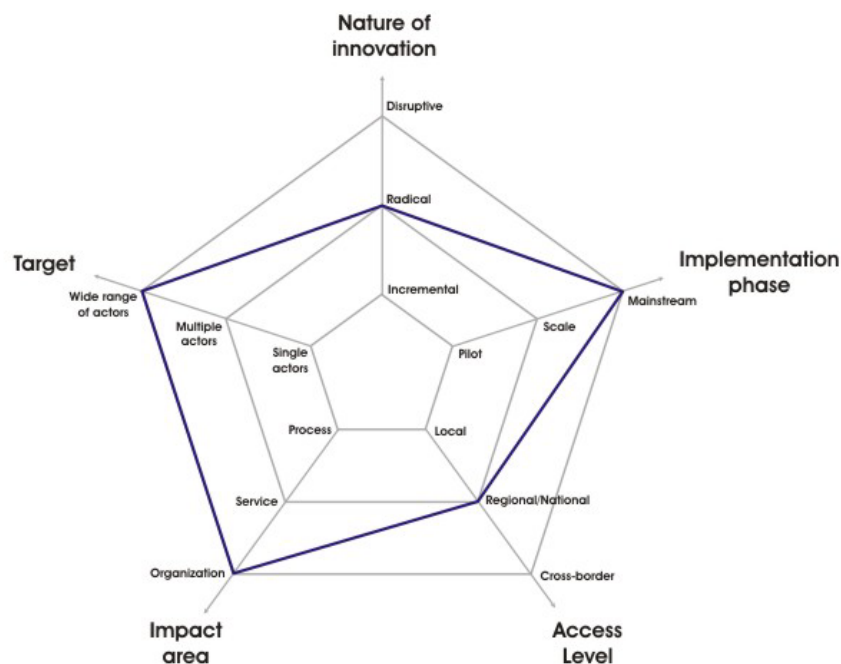 Nature of
innovation
Disruptive
Radical
Target
Implementation
phase
Wide range
of actors
Incremental
Mainstream
Multiple
actors
Scale
Single
actors
Pilot
Process
Local
Service
Regional/National
Organization
Cross-border
Impact
area
Access
Level